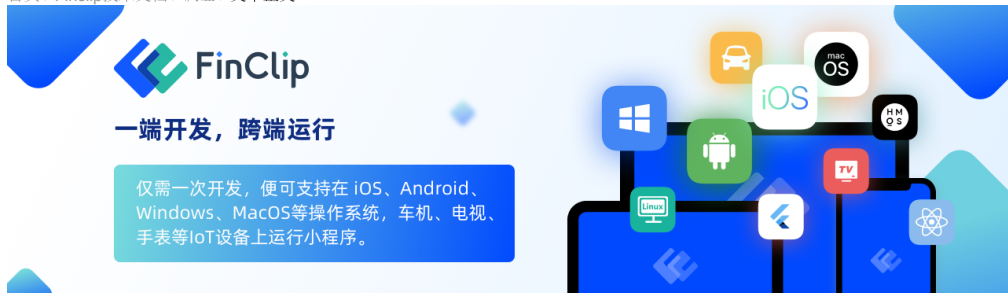 FinClip
一端开发，跨端运行
仅需一次开发，便可支持在 iOS、Android、
Windows、MacOS等操作系统，车机、电视、
手表等IoT设备上运行小程序。
mac
OS
iOS
HM
OS
TV
Linux